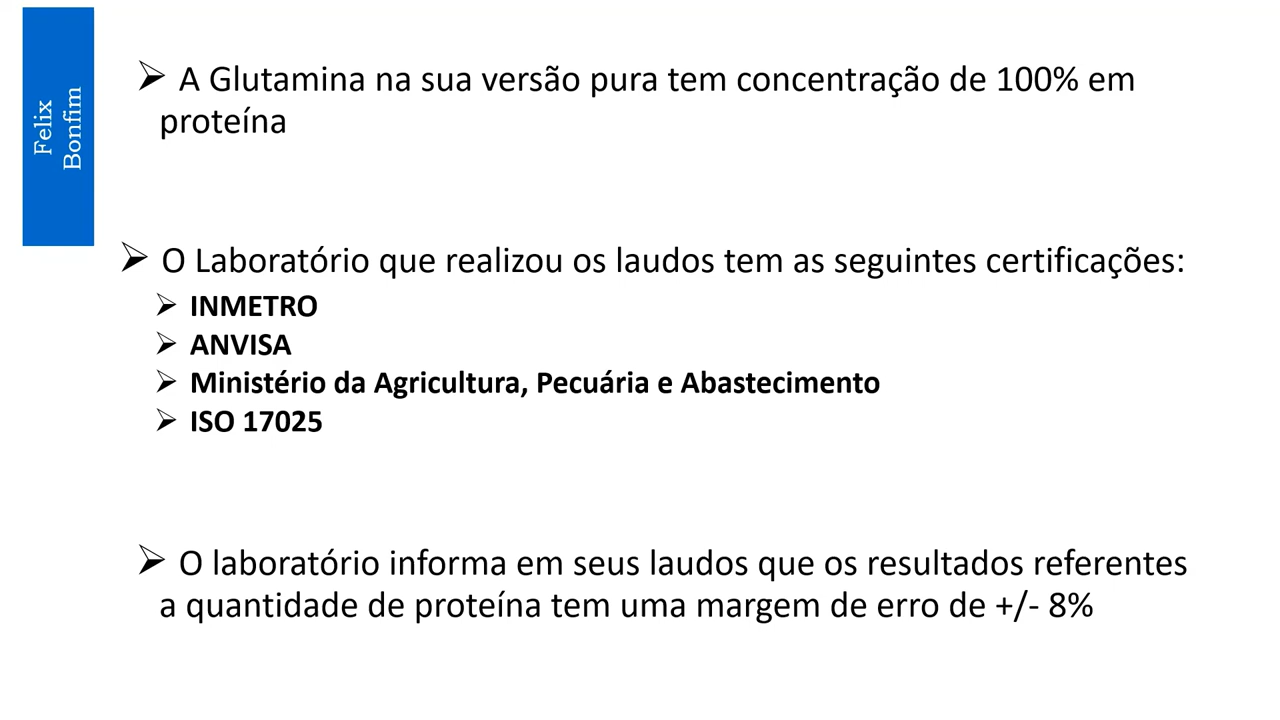 Felix
Bonfim
➢ A Glutamina na sua versão pura tem concentração de 100% em
proteína
➢ O Laboratório que realizou os laudos tem as seguintes certificações:
➢ INMETRO
➢ ANVISA
➢ Ministério da Agricultura, Pecuária e Abastecimento
➢ ISO 17025
➢ O laboratório informa em seus laudos que os resultados referentes
a quantidade de proteína tem uma margem de erro de +/- 8%